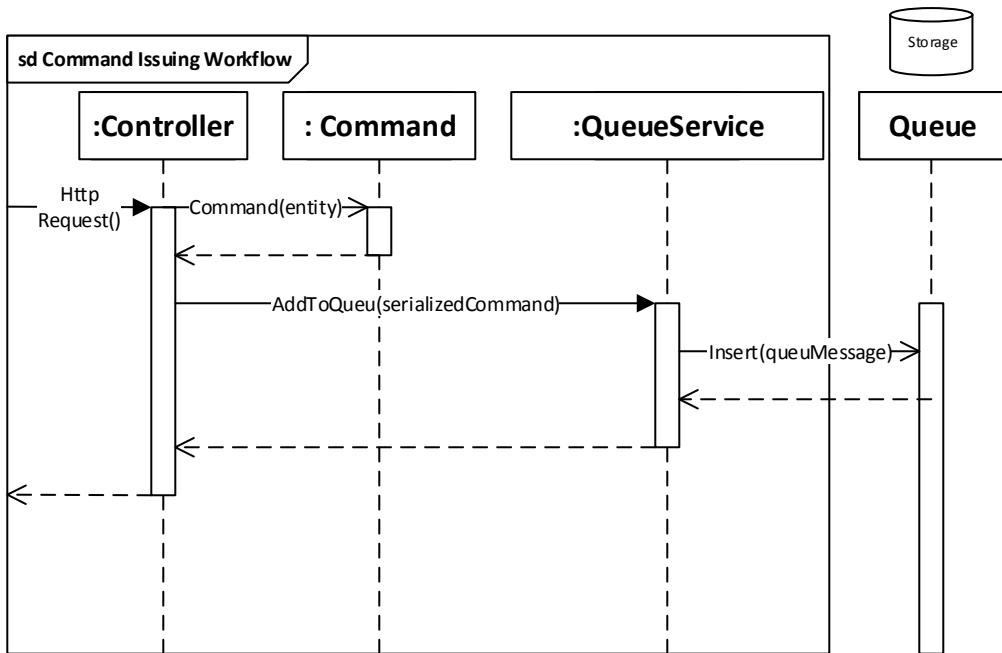 Storage
sd Command Issuing Workflow
:Controller
: Command
:QueueService
Queue
Http
Request()
Command(entity)
AddToQueu(serializedCommand)
Insert(queuMessage)